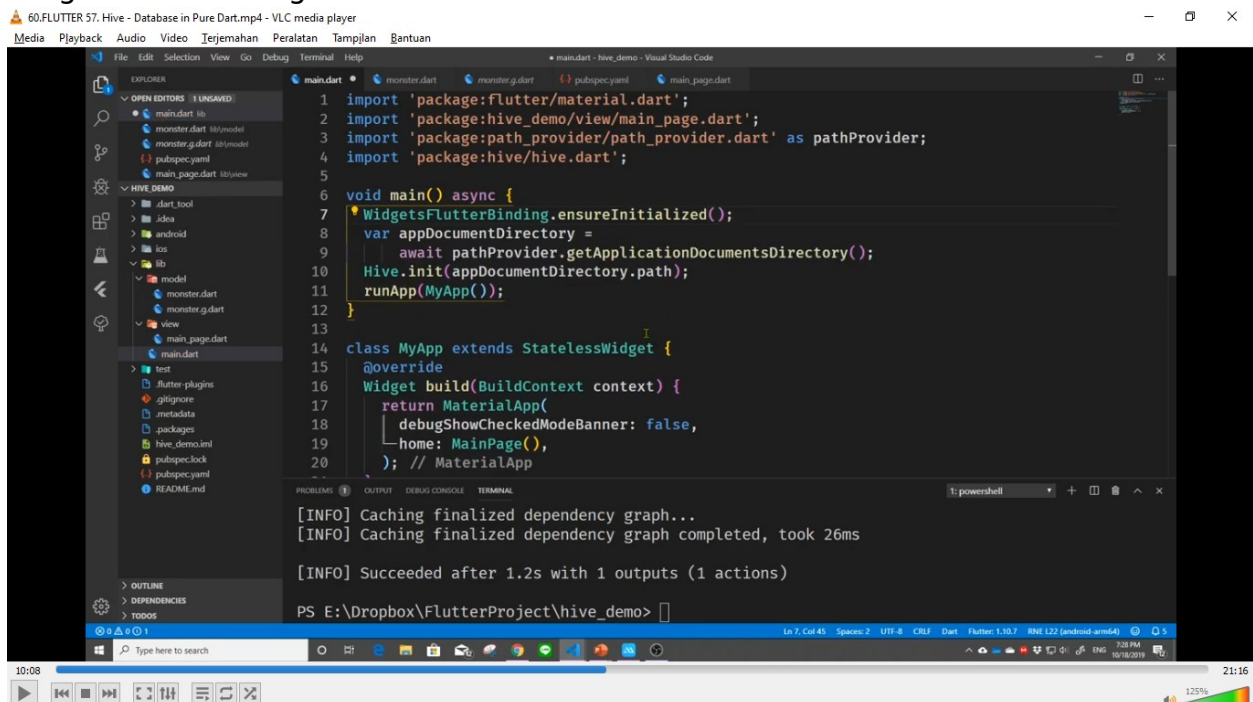 60.FLUTTER 57. Hive - Database in Pure Dart.mp4 - VLC media player
Media Playback Audio Video Terjemahan Peralatan Tampilan Bantuan
File Edit Selection View Go Debug Terminal Help
● main.dart - hive_demo - Visual Studio Code
EXPLORER
OPEN EDITORS 1 UNSAVED
● main.dart lib
monster.dart lib\model
monster.g.dart lib\model
pubspec.yaml
main_page.dart lib\view
HIVE_DEMO
.dart_tool
.idea
android
ios
lib
model
monster.dart
monster.g.dart
view
main_page.dart
main.dart
test
.flutter-plugins
.gitignore
.metadata
.packages
hive_demo.iml
pubspec.lock
pubspec.yaml
README.md
OUTLINE
DEPENDENCIES
TODOS
main.dart ● monster.dart monster.g.dart pubspec.yaml main_page.dart
1 import 'package:flutter/material.dart';
2 import 'package:hive_demo/view/main_page.dart';
3 import 'package:path_provider/path_provider.dart' as pathProvider;
4 import 'package:hive/hive.dart';
5
6 void main() async {
7 WidgetsFlutterBinding.ensureInitialized();
8 var appDocumentDirectory =
9 await pathProvider.getApplicationDocumentsDirectory();
10 Hive.init(appDocumentDirectory.path);
11 runApp(MyApp());
12 }
13
14 class MyApp extends StatelessWidget {
15 @override
16 Widget build(BuildContext context) {
17 return MaterialApp(
18 debugShowCheckedModeBanner: false,
19 home: MainPage(),
20 ); // MaterialApp
PROBLEMS 1 OUTPUT DEBUG CONSOLE TERMINAL
1: powershell
[INFO] Caching finalized dependency graph...
[INFO] Caching finalized dependency graph completed, took 26ms
[INFO] Succeeded after 1.2s with 1 outputs (1 actions)
PS E:\Dropbox\FlutterProject\hive_demo>
0 0 1
Ln 7, Col 45 Spaces: 2 UTF-8 CRLF Dart Flutter: 1.10.7 RNE L22 (android-arm64) 5
Type here to search
ENG
7:28 PM
10/18/2019
10:08
21:16
125%